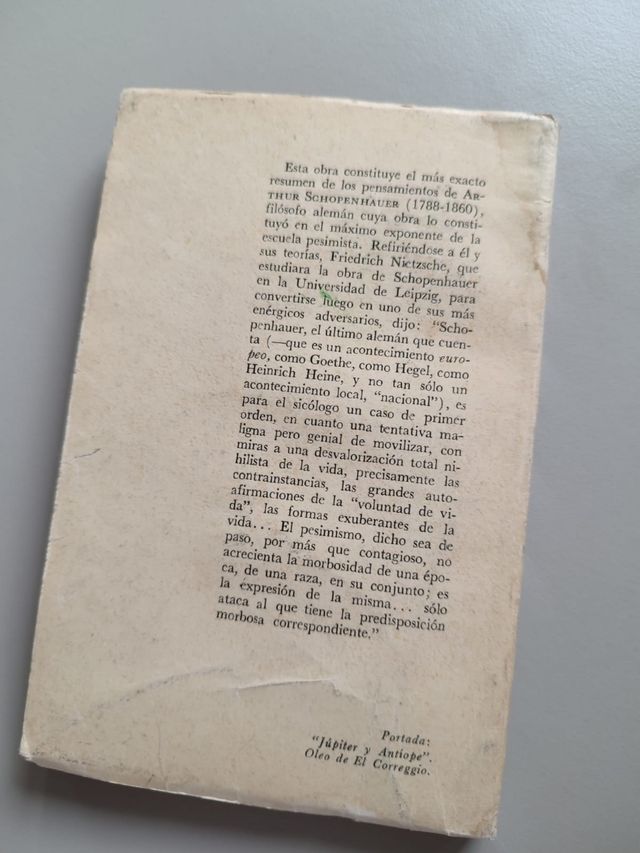 Esta obra constituye el más exacto
resumen de los pensamientos de AR-
THUR SCHOPENHAUER (1788-1860),
filósofo alemán cuya obra lo consti-
tuyó en el máximo exponente de la
escuela pesimista. Refiriéndose a él y
sus teorías, Friedrich Nietzsche, que
estudiara la obra de Schopenhauer
en la Universidad de Leipzig, para
convertirse luego en uno de sus más
enérgicos adversarios, dijo: "Scho-
penhauer, el último alemán que cuen-
ta (—que es un acontecimiento euro-
peo, como Goethe, como Hegel, como
Heinrich Heine, y no tan sólo un
acontecimiento local, "nacional"), es
para el sicólogo un caso de primer
orden, en cuanto una tentativa ma-
ligna pero genial de movilizar, con
miras a una desvalorización total ni-
hilista de la vida, precisamente las
contrainstancias, las grandes auto-
afirmaciones de la "voluntad de vi-
da", las formas exuberantes de la
vida... El pesimismo, dicho sea de
paso, por más que contagioso, no
acrecienta la morbosidad de una épo-
ca, de una raza, en su conjunto; es
la expresión de la misma... sólo
ataca al que tiene la predisposición
morbosa correspondiente."
Portada:
"Júpiter y Antíope".
Oleo de El Correggio.